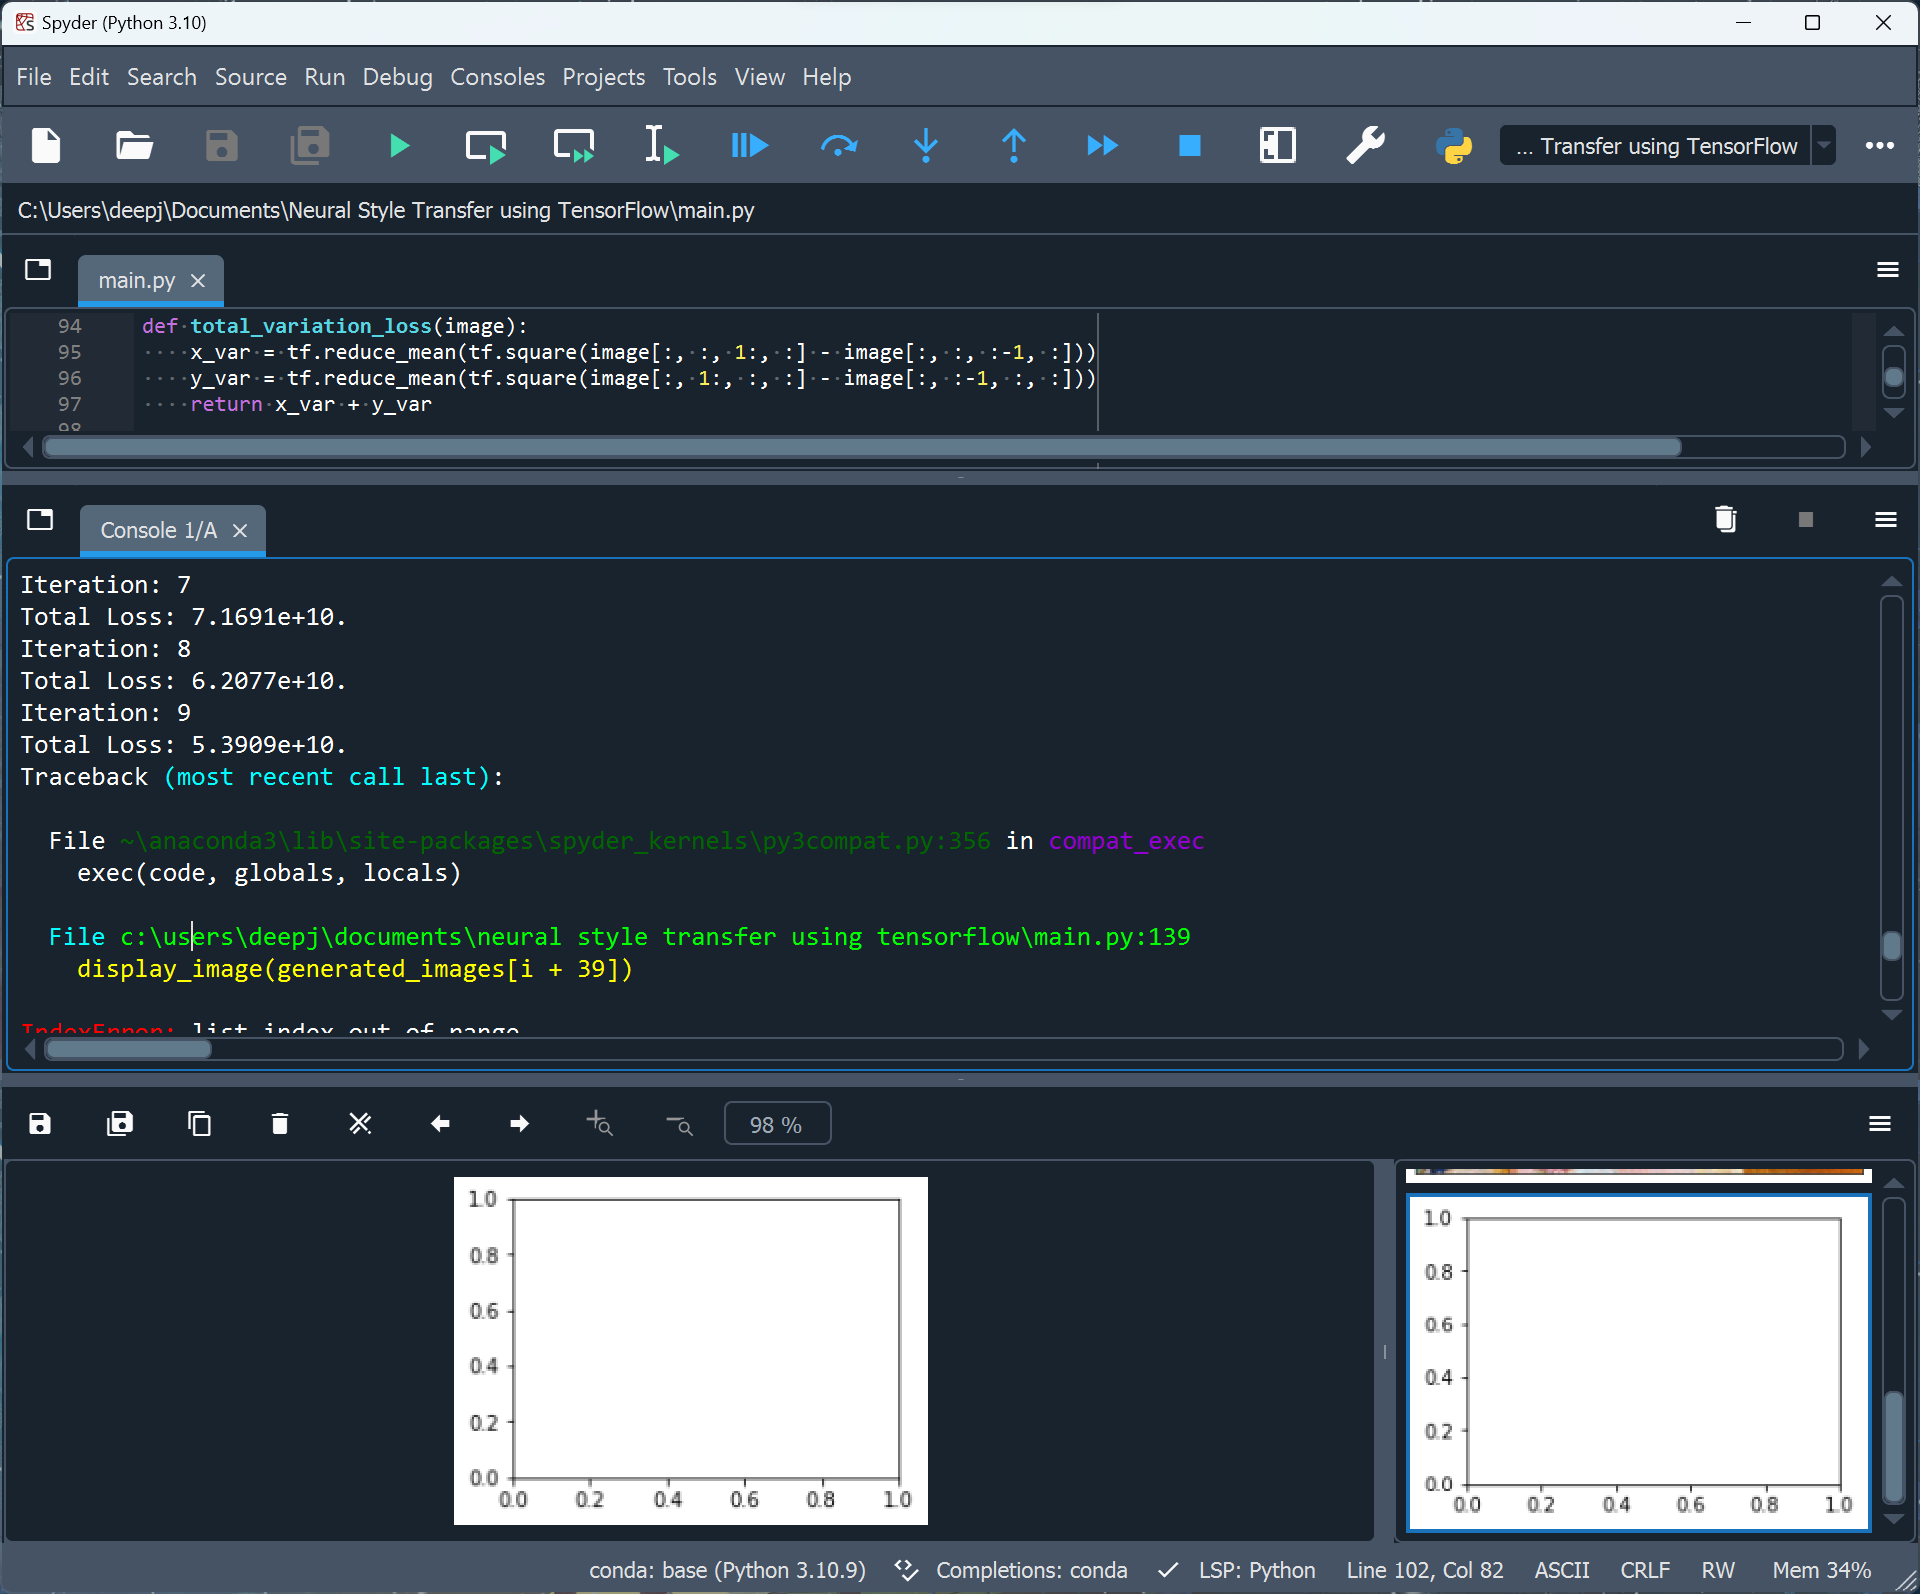 Spyder (Python 3.10)
File Edit Search Source Run Debug Consoles Projects Tools View Help
... Transfer using TensorFlow
C:\Users\deepj\Documents\Neural Style Transfer using TensorFlow\main.py
main.py
94 def total_variation_loss(image):
95 x_var = tf.reduce_mean(tf.square(image[:, :, 1:, :] - image[:, :, :-1, :]))
96 y_var = tf.reduce_mean(tf.square(image[:, 1:, :, :] - image[:, :-1, :, :]))
97 return x_var + y_var
98
Console 1/A
Iteration: 7
Total Loss: 7.1691e+10.
Iteration: 8
Total Loss: 6.2077e+10.
Iteration: 9
Total Loss: 5.3909e+10.
Traceback (most recent call last):
File ~\anaconda3\lib\site-packages\spyder_kernels\py3compat.py:356 in compat_exec
exec(code, globals, locals)
File c:\users\deepj\documents\neural style transfer using tensorflow\main.py:139
display_image(generated_images[i + 39])
IndexError: list index out of range
98 %
1.0
0.8
0.6
0.4
0.2
0.0
0.0 0.2 0.4 0.6 0.8 1.0
1.0
0.8
0.6
0.4
0.2
0.0
0.0 0.2 0.4 0.6 0.8 1.0
conda: base (Python 3.10.9) Completions: conda LSP: Python Line 102, Col 82 ASCII CRLF RW Mem 34%